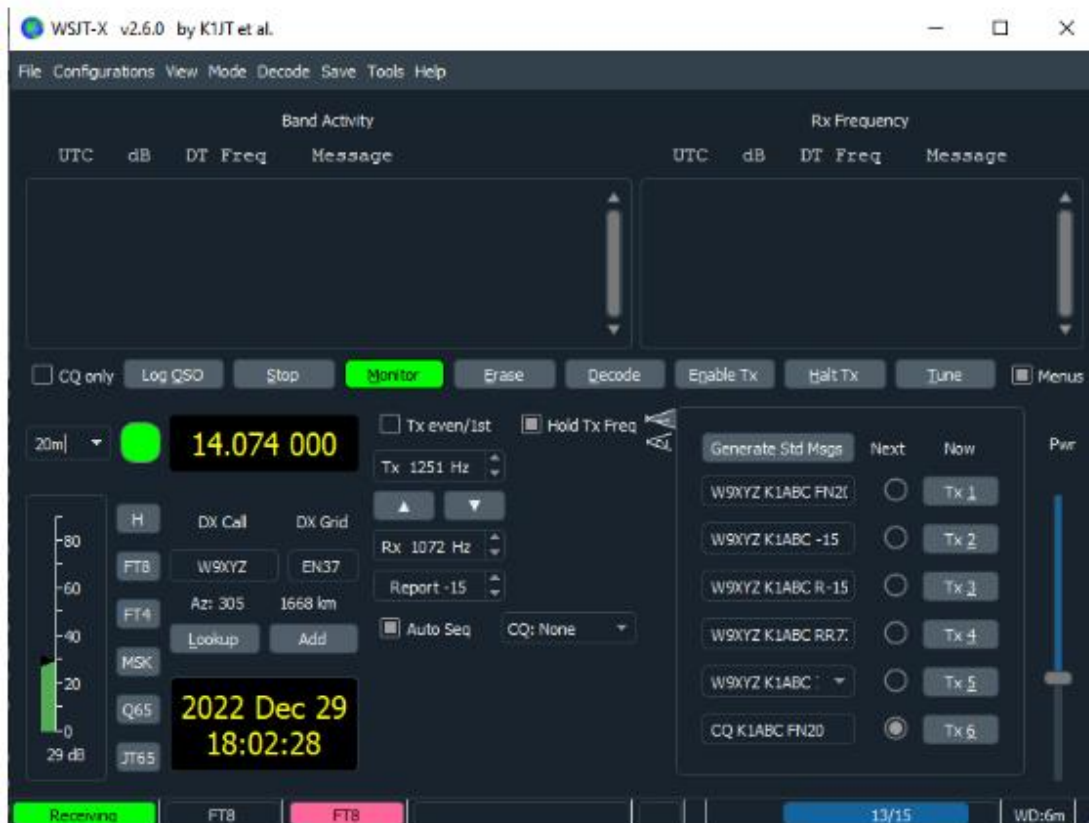 WSJT-X v2.6.0 by K1JT et al.
File Configurations View Mode Decode Save Tools Help
Band Activity
Rx Frequency
UTC dB DT Freq Message
UTC dB DT Freq Message
CQ only Log QSO Stop Monitor Erase Decode Enable Tx Halt Tx Tune Menus
20m 14.074 000
Tx even/1st Hold Tx Freq
Tx 1251 Hz
Rx 1072 Hz
Report -15
Auto Seq CQ: None
Generate Std Msgs Next Now Pwr
W9XYZ K1ABC FN20 Tx 1
W9XYZ K1ABC -15 Tx 2
W9XYZ K1ABC R-15 Tx 3
W9XYZ K1ABC RR7 Tx 4
W9XYZ K1ABC Tx 5
CQ K1ABC FN20 Tx 6
-80
-60
-40
-20
-0
29 dB
H
FT8
FT4
MSK
Q65
JT65
DX Call DX Grid
W9XYZ EN37
Az: 305 1668 km
Lookup Add
2022 Dec 29
18:02:28
Receiving FT8 FT8 13/15 WD:6m